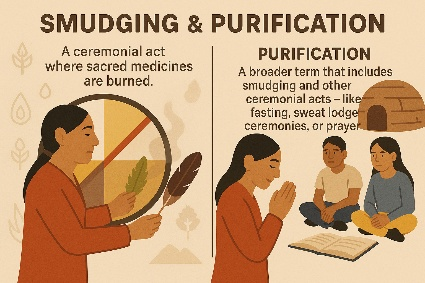 SMUDGING & PURIFICATION
A ceremonial act
where sacred medicines
are burned.
PURIFICATION
A broader term that includes
smudging and other
ceremonial acts – like
fasting, sweat lodge
ceremonies, or prayer